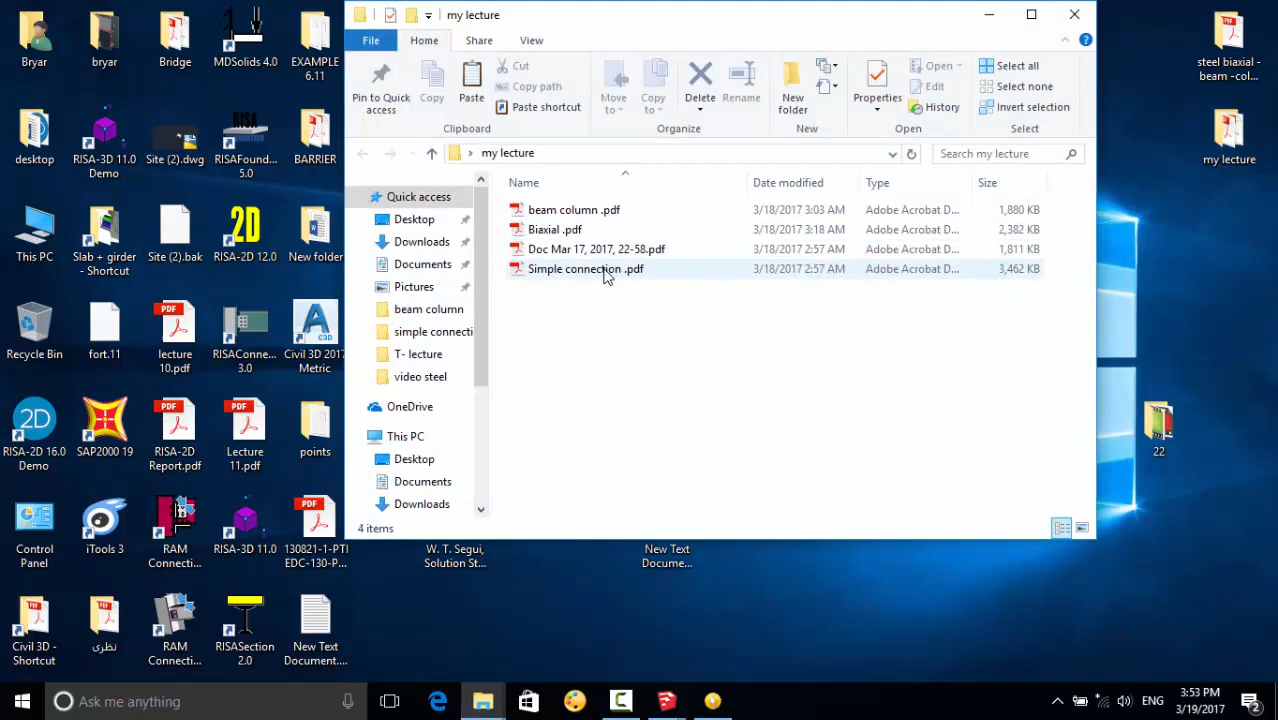 my lecture
File Home Share View
Pin to Quick access
Copy
Paste
Cut
Copy path
Paste shortcut
Clipboard
Move to
Copy to
Delete
Rename
Organize
New folder
New
Properties
Open
Edit
History
Open
Select all
Select none
Invert selection
Select
my lecture
Search my lecture
Name Date modified Type Size
beam column .pdf 3/18/2017 3:03 AM Adobe Acrobat D... 1,880 KB
Biaxial .pdf 3/18/2017 3:18 AM Adobe Acrobat D... 2,382 KB
Doc Mar 17, 2017, 22-58.pdf 3/18/2017 2:57 AM Adobe Acrobat D... 1,811 KB
Simple connection .pdf 3/18/2017 2:57 AM Adobe Acrobat D... 3,462 KB
Quick access
Desktop
Downloads
Documents
Pictures
beam column
simple connecti
T- lecture
video steel
OneDrive
This PC
Desktop
Documents
Downloads
4 items
Bryar
bryar
Bridge
MDSolids 4.0
EXAMPLE
6.11
desktop
RISA-3D 11.0
Demo
Site (2).dwg
RISAFound...
5.0
BARRIER
This PC
Slab + girder
- Shortcut
Site (2).bak
2D
RISA-2D 12.0
New folder
Recycle Bin
fort.11
PDF
lecture
10.pdf
RISAConne...
3.0
C3D
Civil 3D 2017
Metric
2D
RISA-2D 16.0
Demo
SAP2000 19
PDF
RISA-2D
Report.pdf
PDF
Lecture
11.pdf
points
Control
Panel
iTools 3
RAM
Connecti...
RISA-3D 11.0
PDF
130821-1-PTI
EDC-130-P...
W. T. Segui,
Solution St...
New Text
Docume...
Civil 3D -
Shortcut
نظری
RAM
Connecti...
RISASection
2.0
New Text
Document....
steel biaxial
- beam -col...
my lecture
22
Ask me anything
ENG
3:53 PM
3/19/2017
2